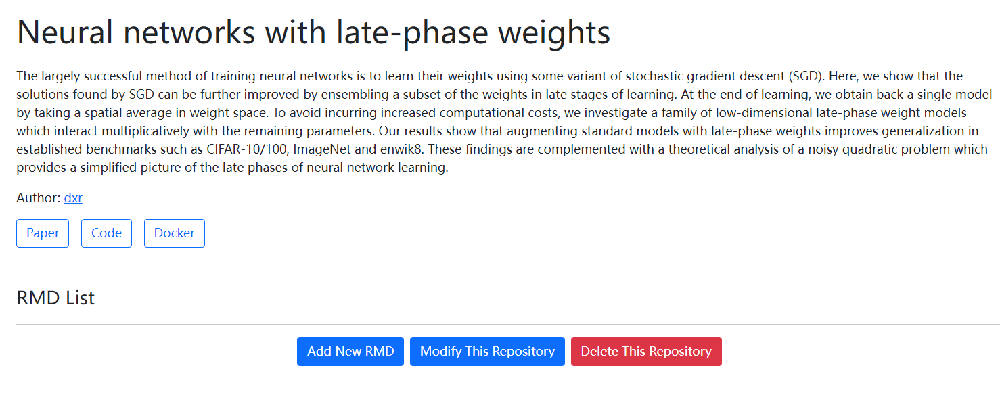 Neural networks with late-phase weights
The largely successful method of training neural networks is to learn their weights using some variant of stochastic gradient descent (SGD). Here, we show that the
solutions found by SGD can be further improved by ensembling a subset of the weights in late stages of learning. At the end of learning, we obtain back a single model
by taking a spatial average in weight space. To avoid incurring increased computational costs, we investigate a family of low-dimensional late-phase weight models
which interact multiplicatively with the remaining parameters. Our results show that augmenting standard models with late-phase weights improves generalization in
established benchmarks such as CIFAR-10/100, ImageNet and enwik8. These findings are complemented with a theoretical analysis of a noisy quadratic problem which
provides a simplified picture of the late phases of neural network learning.
Author: dxr
Paper Code Docker
RMD List
Add New RMD Modify This Repository Delete This Repository